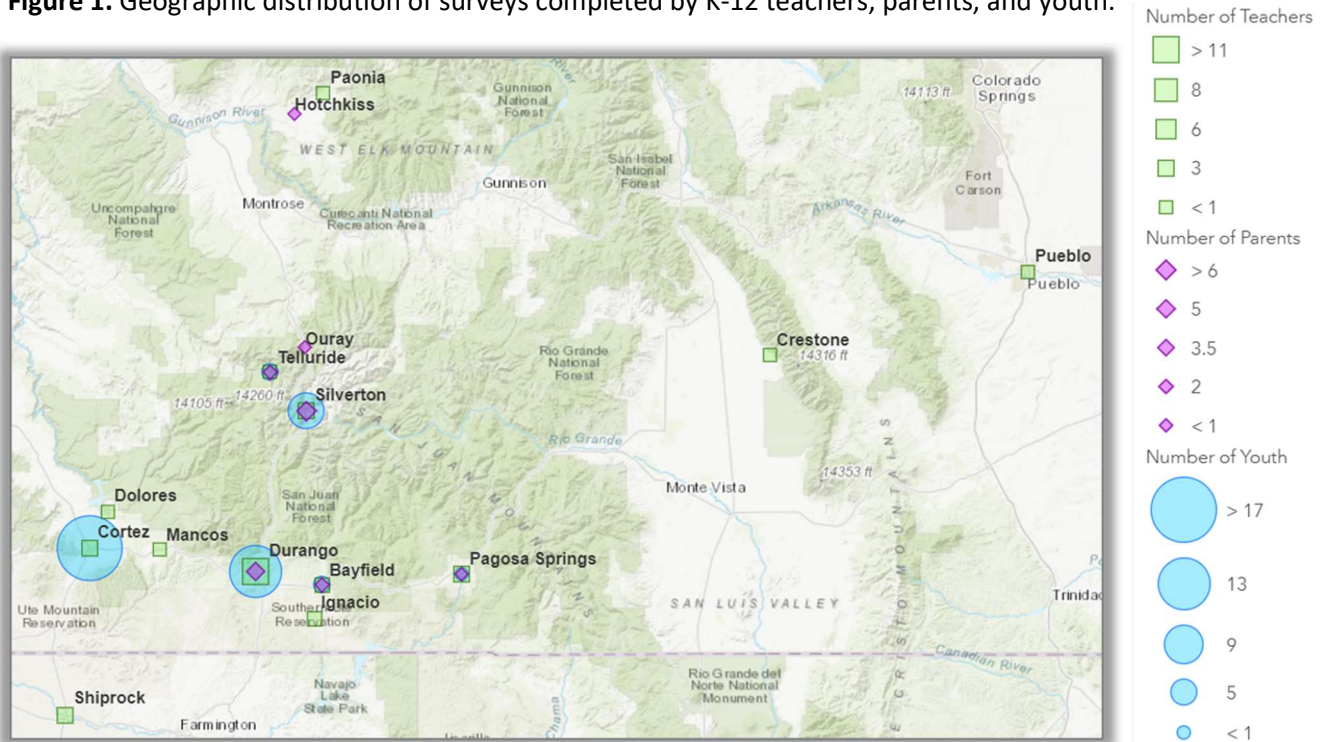 Figure 1. Geographic distribution of surveys completed by K-12 teachers, parents, and youth.
Paonia
Hotchkiss
Gunnison River
WEST ELK MOUNTAIN
Gunnison
National
Forest
River
14113 ft
Colorado
Springs
San Isabel
National
Forest
Fort
Carson
Gunnison
Uncompahgre
National
Forest
Montrose
Curecanti National
Recreation Area
Arkansas River
Pueblo
Pueblo
Ouray
Telluride
14105 ft
14260 ft
Silverton
Rio Grande
National
Forest
Crestone
14316 ft
SAN JUAN MOUNTAINS
Rio Grande
14353 ft
Monte Vista
Dolores
San Juan
National
Forest
Cortez
Mancos
Durango
Bayfield
Pagosa Springs
Ignacio
Ute Mountain
Reservation
Reservation
SAN LUIS VALLEY
Trinidad
Canadian River
Shiprock
Navajo
Lake
State Park
Farmington
Chama
Rio Grande del
Norte National
Monument
Number of Teachers
> 11
8
6
3
< 1
Number of Parents
> 6
5
3.5
2
< 1
Number of Youth
> 17
13
9
5
< 1